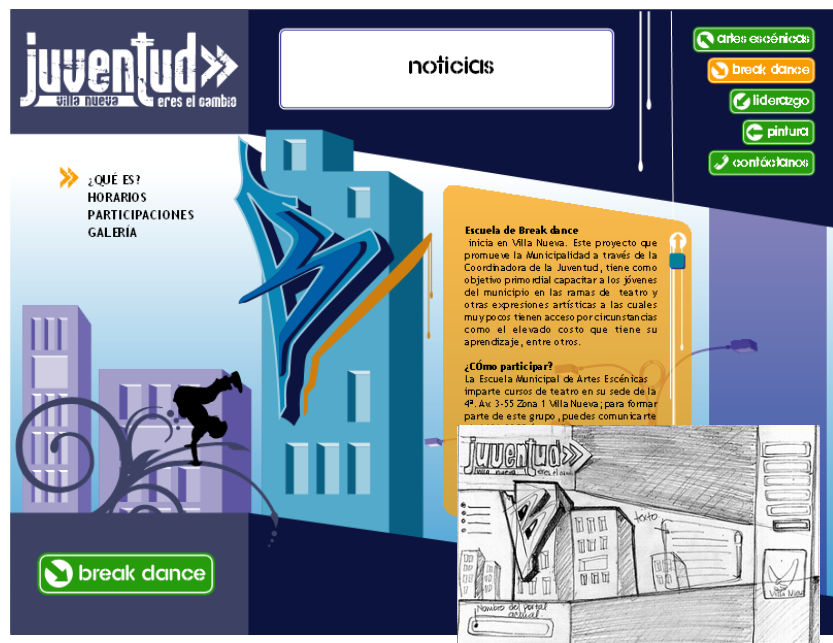 juventud
villa nueva eres el cambio
noticias
artes escénicas
break dance
liderazgo
pintura
contáctanos
¿QUÉ ES?
HORARIOS
PARTICIPACIONES
GALERÍA
Escuela de Break dance
inicia en Villa Nueva. Este proyecto que
promueve la Municipalidad a través de la
Coordinadora de la Juventud, tiene como
objetivo primordial capacitar a los jóvenes
del municipio en las ramas de teatro y
otras expresiones artísticas a las cuales
muy pocos tienen acceso por circunstancias
como el elevado costo que tiene su
aprendizaje, entre otros.
¿CÓmo participar?
La Escuela Municipal de Artes Escénicas
imparte cursos de teatro en su sede de la
4ª. Av. 3-55 Zona 1 Villa Nueva; para formar
parte de este grupo, puedes comunicarte
break dance
juventud
villa nueva eres el
texto
Villa Nueva
Nombre del portal
actual